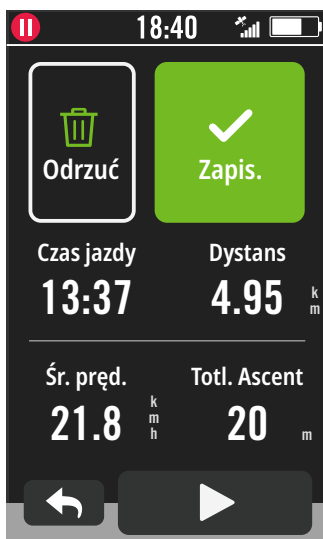 18:40
Odrzuć Zapis.
Czas jazdy Dystans
13:37 4.95 km
Śr. pręd. Totl. Ascent
21.8 kmh 20 m